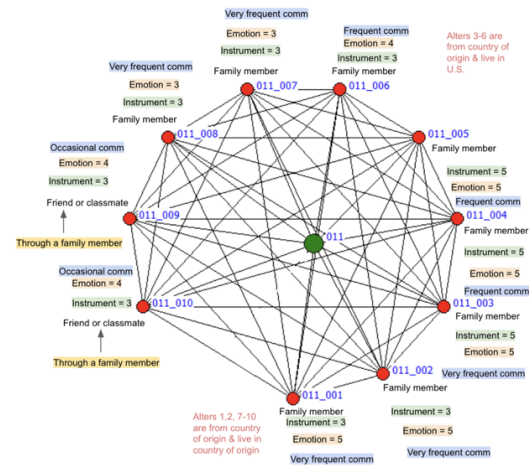 Very frequent comm
Emotion = 3
Instrument = 3
Family member
011_007
Frequent comm
Emotion = 4
Instrument = 3
Family member
011_006
Alters 3-6 are
from country of
origin & live in
U.S.
Very frequent comm
Emotion = 3
Instrument = 3
Family member
011_008
011_005
Family member
Instrument = 5
Emotion = 5
Frequent comm
Occasional comm
Emotion = 4
Instrument = 3
Friend or classmate
011_009
Through a family member
011_004
Family member
Instrument = 5
Emotion = 5
Frequent comm
011
Occasional comm
Emotion = 4
Instrument = 3
011_010
Friend or classmate
Through a family member
011_003
Family member
Instrument = 5
Emotion = 5
Very frequent comm
011_002
Family member
Instrument = 3
Emotion = 5
Very frequent comm
011_001
Family member
Instrument = 3
Emotion = 5
Very frequent comm
Alters 1,2, 7-10
are from country
of origin & live in
country of origin